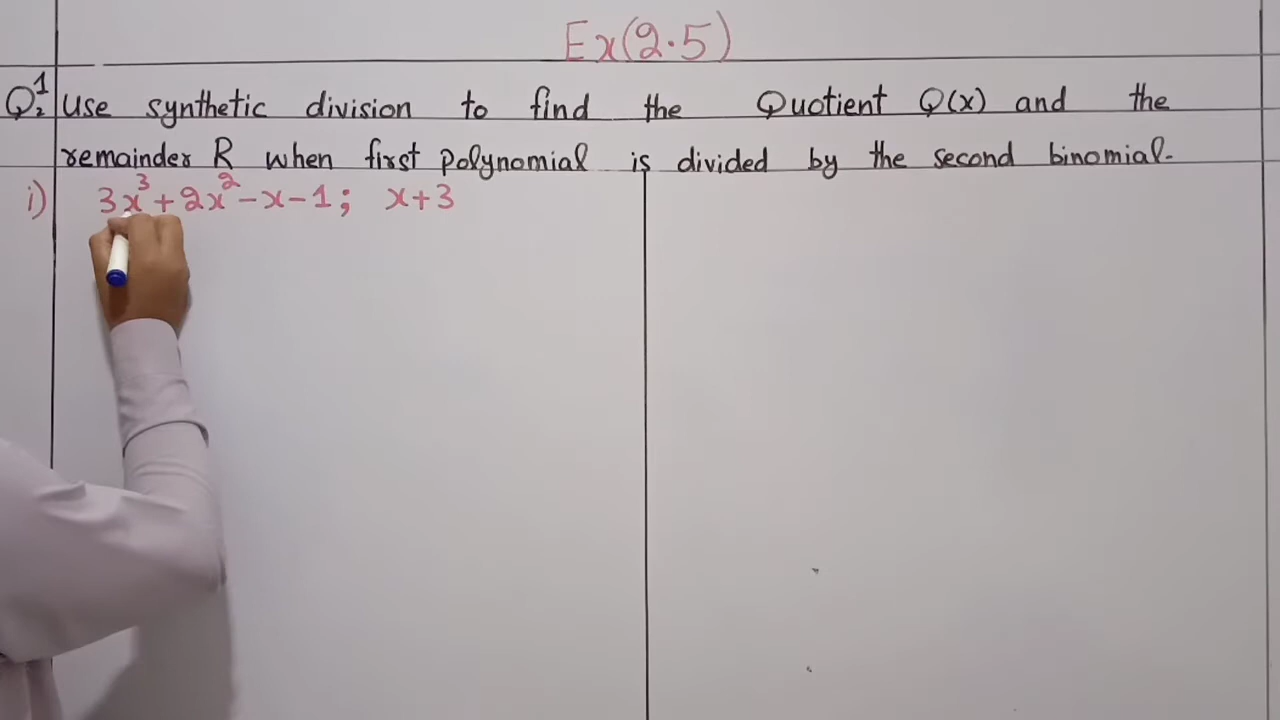 Ex(2.5)
Q1 Use synthetic division to find the Quotient Q(x) and the
remainder R when first polynomial is divided by the second binomial.
i) 3x³+2x²-x-1; x+3